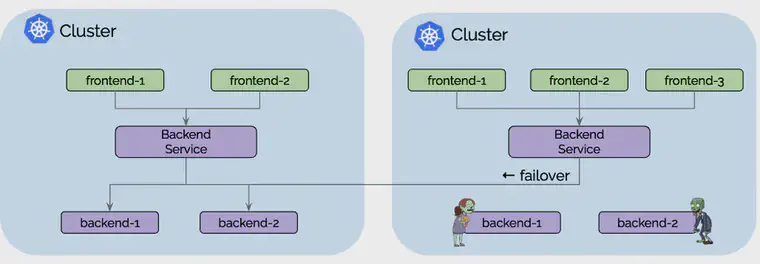 Cluster
frontend-1
frontend-2
Backend
Service
backend-1
backend-2
Cluster
frontend-1
frontend-2
frontend-3
Backend
Service
← failover
backend-1
backend-2